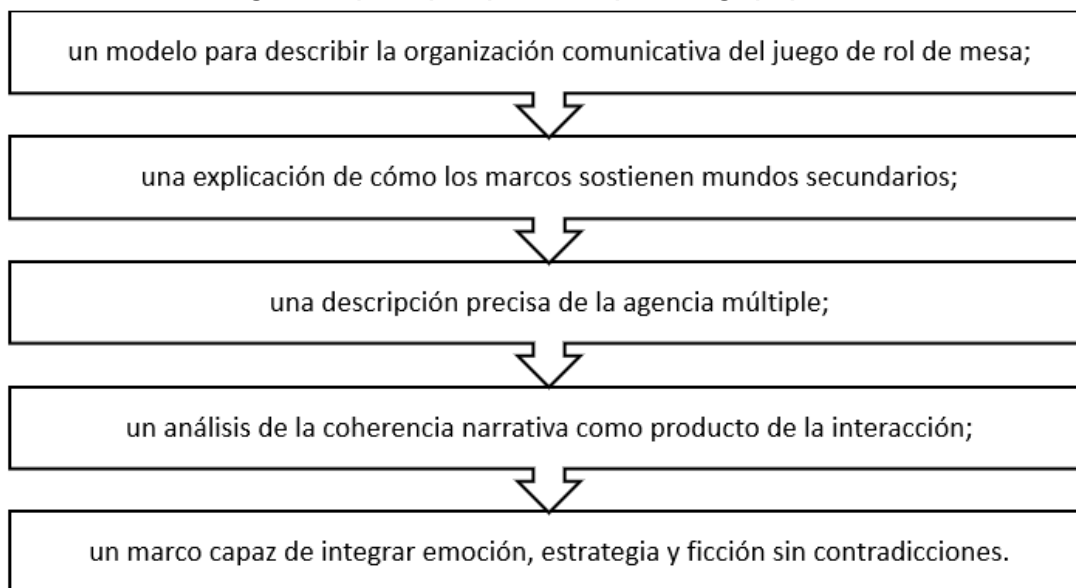 un modelo para describir la organización comunicativa del juego de rol de mesa;
una explicación de cómo los marcos sostienen mundos secundarios;
una descripción precisa de la agencia múltiple;
un análisis de la coherencia narrativa como producto de la interacción;
un marco capaz de integrar emoción, estrategia y ficción sin contradicciones.